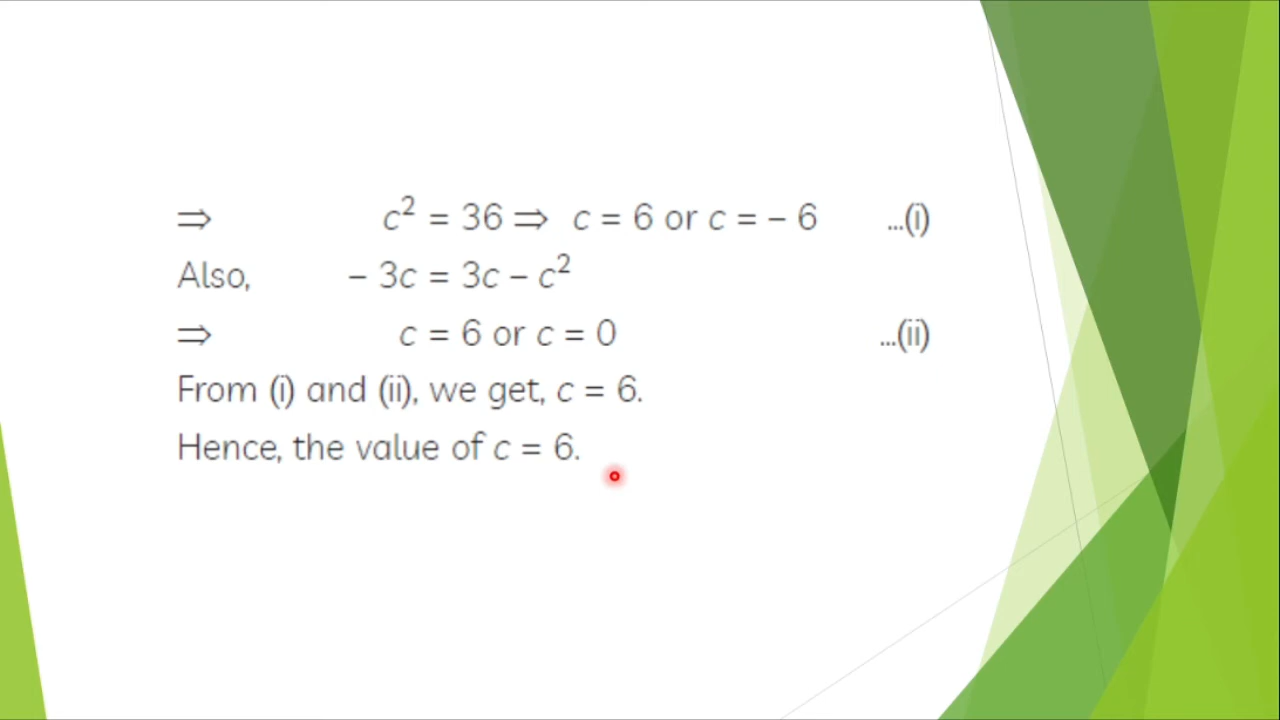 ⇒ c² = 36 ⇒ c = 6 or c = – 6 ...(i)
Also, – 3c = 3c – c²
⇒ c = 6 or c = 0 ...(ii)
From (i) and (ii), we get, c = 6.
Hence, the value of c = 6.